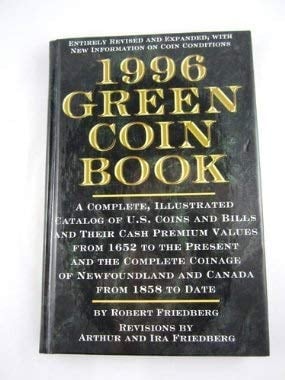 Entirely Revised and Expanded, with
New Information on Coin Conditions
1996
GREEN
COIN
BOOK
A Complete, Illustrated
Catalog of U.S. Coins and Bills
and Their Cash Premium Values
from 1652 to the Present
and the Complete Coinage
of Newfoundland and Canada
from 1858 to Date
by Robert Friedberg
Revisions by
Arthur and Ira Friedberg